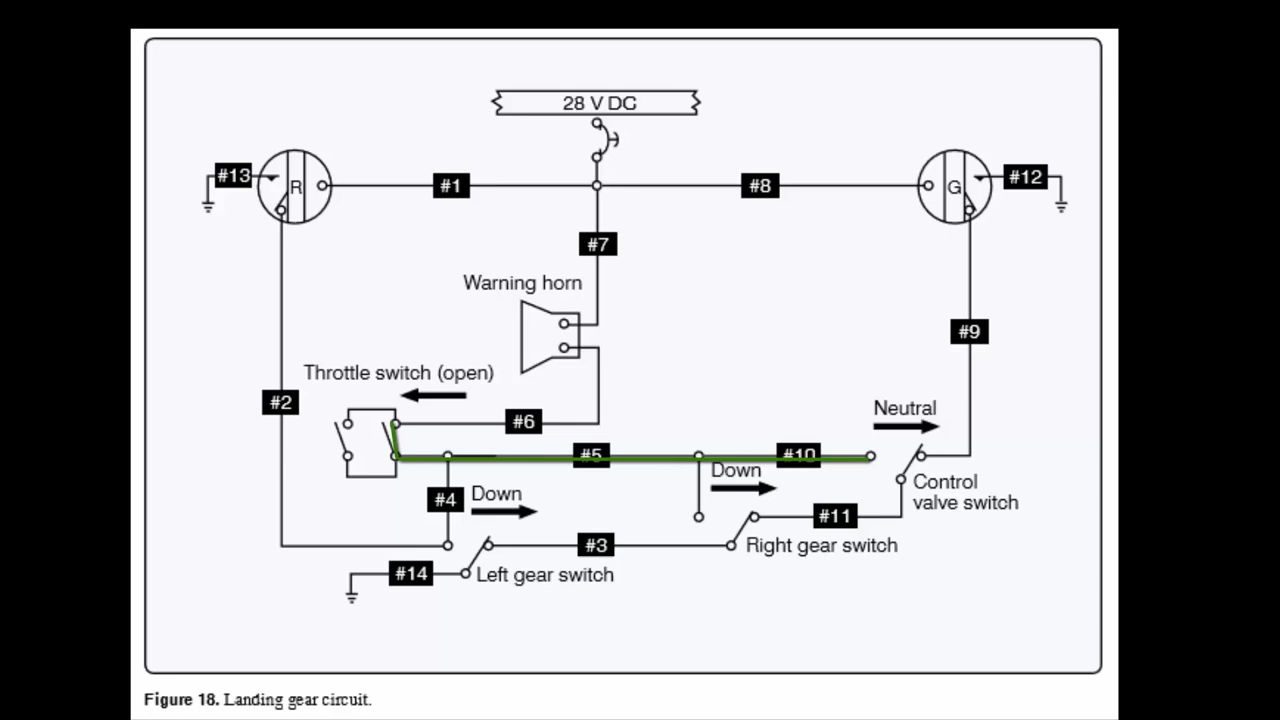 28 V DC
#13
R
#1
#8
G
#12
#7
Warning horn
#9
Throttle switch (open)
#2
#6
Neutral
#5
#10
Down
#4
Down
Control
valve switch
#11
#3
Right gear switch
#14
Left gear switch
Figure 18. Landing gear circuit.